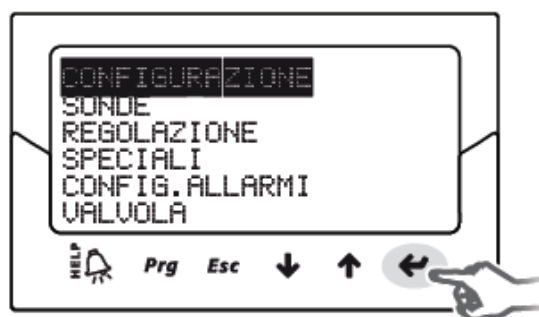 CONFIGURAZIONE
SONDE
REGOLAZIONE
SPECIALI
CONFIG.ALLARMI
VALVOLA
HELP Prg Esc